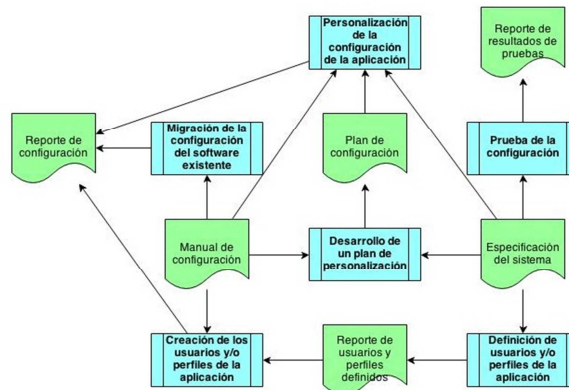 Personalización
de la
configuración
de la aplicación
Reporte de
resultados de
pruebas
Reporte de
configuración
Migración de la
configuración
del software
existente
Plan de
configuración
Prueba de la
configuración
Manual de
configuración
Desarrollo de
un plan de
personalización
Especificación
del sistema
Creación de los
usuarios y/o
perfiles de la
aplicación
Reporte de
usuarios y
perfiles
definidos
Definición de
usuarios y/o
perfiles de la
aplicación